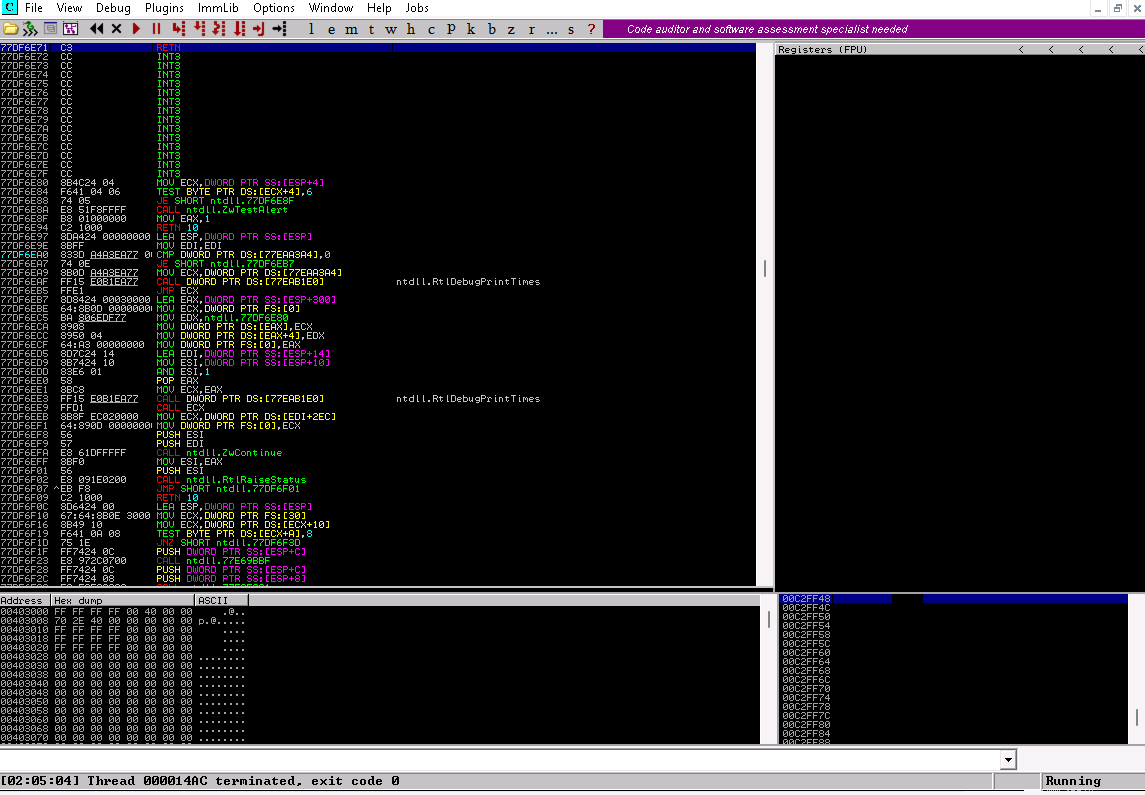 C File View Debug Plugins ImmLib Options Window Help Jobs
l e m t w h c P k b z r ... s ? Code auditor and software assessment specialist needed
Registers (FPU) < < < < <
77DF6E71 C3 RETN
77DF6E72 CC INT3
77DF6E73 CC INT3
77DF6E74 CC INT3
77DF6E75 CC INT3
77DF6E76 CC INT3
77DF6E77 CC INT3
77DF6E78 CC INT3
77DF6E79 CC INT3
77DF6E7A CC INT3
77DF6E7B CC INT3
77DF6E7C CC INT3
77DF6E7D CC INT3
77DF6E7E CC INT3
77DF6E7F CC INT3
77DF6E80 8B4C24 04 MOV ECX,DWORD PTR SS:[ESP+4]
77DF6E84 F641 04 06 TEST BYTE PTR DS:[ECX+4],6
77DF6E88 74 05 JE SHORT ntdll.77DF6E8F
77DF6E8A E8 51F8FFFF CALL ntdll.ZwTestAlert
77DF6E8F B8 01000000 MOV EAX,1
77DF6E94 C2 1000 RETN 10
77DF6E97 8DA424 00000000 LEA ESP,DWORD PTR SS:[ESP]
77DF6E9E 8BFF MOV EDI,EDI
77DF6EA0 833D A4A3EA77 00 CMP DWORD PTR DS:[77EAA3A4],0
77DF6EA7 74 0E JE SHORT ntdll.77DF6EB7
77DF6EA9 8B0D A4A3EA77 MOV ECX,DWORD PTR DS:[77EAA3A4]
77DF6EAF FF15 E0B1EA77 CALL DWORD PTR DS:[77EAB1E0] ntdll.RtlDebugPrintTimes
77DF6EB5 FFE1 JMP ECX
77DF6EB7 8D8424 00030000 LEA EAX,DWORD PTR SS:[ESP+300]
77DF6EBE 64:8B0D 0000000 MOV ECX,DWORD PTR FS:[0]
77DF6EC5 BA 806EDF77 MOV EDX,ntdll.77DF6E80
77DF6ECA 8908 MOV DWORD PTR DS:[EAX],ECX
77DF6ECC 8950 04 MOV DWORD PTR DS:[EAX+4],EDX
77DF6ECF 64:A3 00000000 MOV DWORD PTR FS:[0],EAX
77DF6ED5 8D7C24 14 LEA EDI,DWORD PTR SS:[ESP+14]
77DF6ED9 8B7424 10 MOV ESI,DWORD PTR SS:[ESP+10]
77DF6EDD 83E6 01 AND ESI,1
77DF6EE0 58 POP EAX
77DF6EE1 8BC8 MOV ECX,EAX
77DF6EE3 FF15 E0B1EA77 CALL DWORD PTR DS:[77EAB1E0] ntdll.RtlDebugPrintTimes
77DF6EE9 FFD1 CALL ECX
77DF6EEB 8B8F EC020000 MOV ECX,DWORD PTR DS:[EDI+2EC]
77DF6EF1 64:890D 0000000 MOV DWORD PTR FS:[0],ECX
77DF6EF8 56 PUSH ESI
77DF6EF9 57 PUSH EDI
77DF6EFA E8 61DFFFFF CALL ntdll.ZwContinue
77DF6EFF 8BF0 MOV ESI,EAX
77DF6F01 56 PUSH ESI
77DF6F02 E8 091E0200 CALL ntdll.RtlRaiseStatus
77DF6F07 ^EB F8 JMP SHORT ntdll.77DF6F01
77DF6F09 C2 1000 RETN 10
77DF6F0C 8D6424 00 LEA ESP,DWORD PTR SS:[ESP]
77DF6F10 67:64:8B0E 3000 MOV ECX,DWORD PTR FS:[30]
77DF6F16 8B49 10 MOV ECX,DWORD PTR DS:[ECX+10]
77DF6F19 F641 0A 08 TEST BYTE PTR DS:[ECX+A],8
77DF6F1D 75 1E JNZ SHORT ntdll.77DF6F3D
77DF6F1F FF7424 0C PUSH DWORD PTR SS:[ESP+C]
77DF6F23 E8 972C0700 CALL ntdll.77E69BBF
77DF6F28 FF7424 0C PUSH DWORD PTR SS:[ESP+C]
77DF6F2C FF7424 08 PUSH DWORD PTR SS:[ESP+8]
Address Hex dump ASCII
00403000 FF FF FF FF 00 40 00 00 .@..
00403008 70 2E 40 00 00 00 00 00 p.@.....
00403010 FF FF FF FF 00 00 00 00 ....
00403018 FF FF FF FF 00 00 00 00 ....
00403020 FF FF FF FF 00 00 00 00 ....
00403028 00 00 00 00 00 00 00 00 ........
00403030 00 00 00 00 00 00 00 00 ........
00403038 00 00 00 00 00 00 00 00 ........
00403040 00 00 00 00 00 00 00 00 ........
00403048 00 00 00 00 00 00 00 00 ........
00403050 00 00 00 00 00 00 00 00 ........
00403058 00 00 00 00 00 00 00 00 ........
00403060 00 00 00 00 00 00 00 00 ........
00403068 00 00 00 00 00 00 00 00 ........
00403070 00 00 00 00 00 00 00 00 ........
00C2FF48
00C2FF4C
00C2FF50
00C2FF54
00C2FF58
00C2FF5C
00C2FF60
00C2FF64
00C2FF68
00C2FF6C
00C2FF70
00C2FF74
00C2FF78
00C2FF7C
00C2FF80
00C2FF84
00C2FF88
[02:05:04] Thread 000014AC terminated, exit code 0 Running